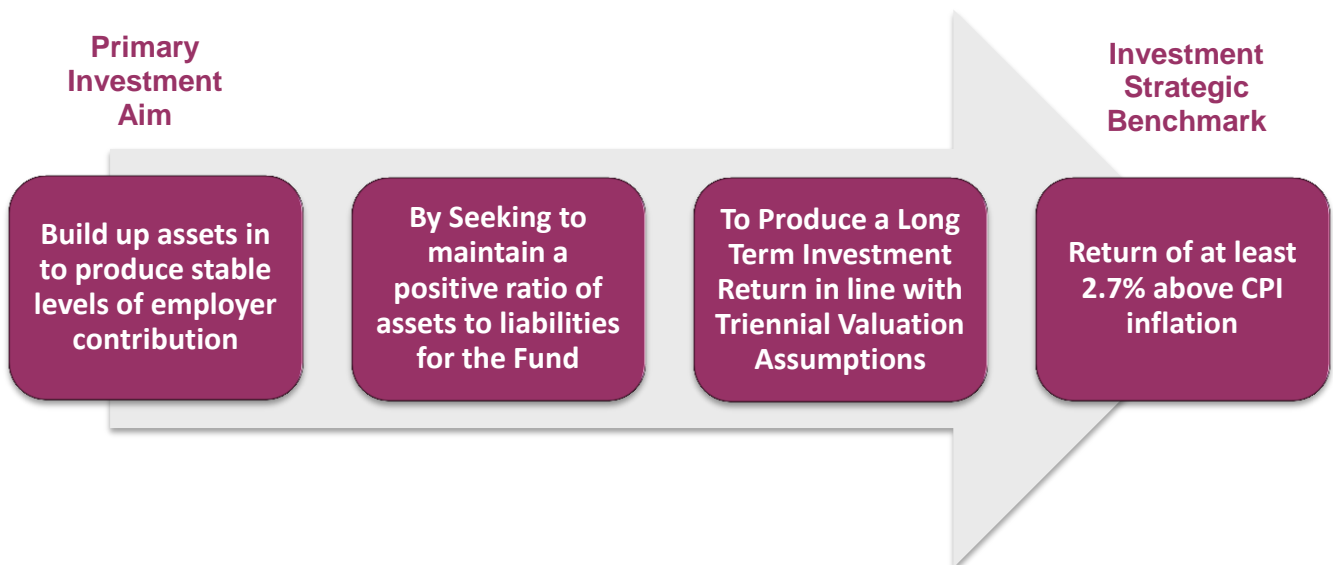 Primary
Investment
Aim
Investment
Strategic
Benchmark
Build up assets in
to produce stable
levels of employer
contribution
By Seeking to
maintain a
positive ratio of
assets to liabilities
for the Fund
To Produce a Long
Term Investment
Return in line with
Triennial Valuation
Assumptions
Return of at least
2.7% above CPI
inflation